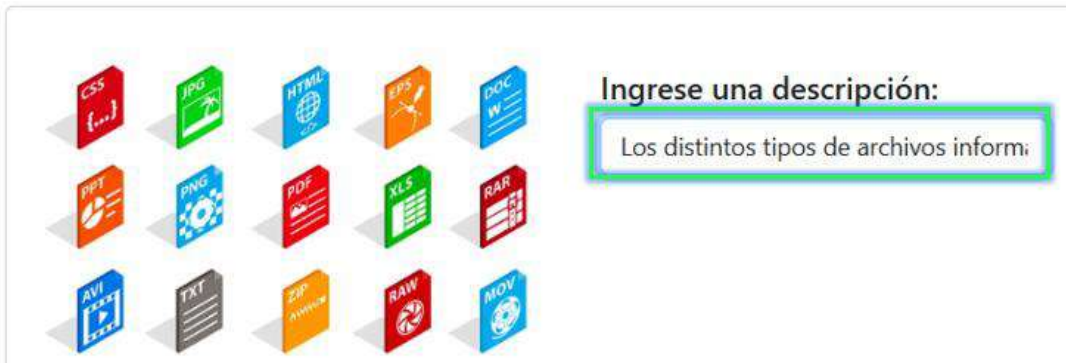 CSS JPG HTML EPS DOC
{...} </> W
PPT PNG PDF XLS RAR
AVI TXT ZIP RAW MOV
Ingrese una descripción:
Los distintos tipos de archivos inform